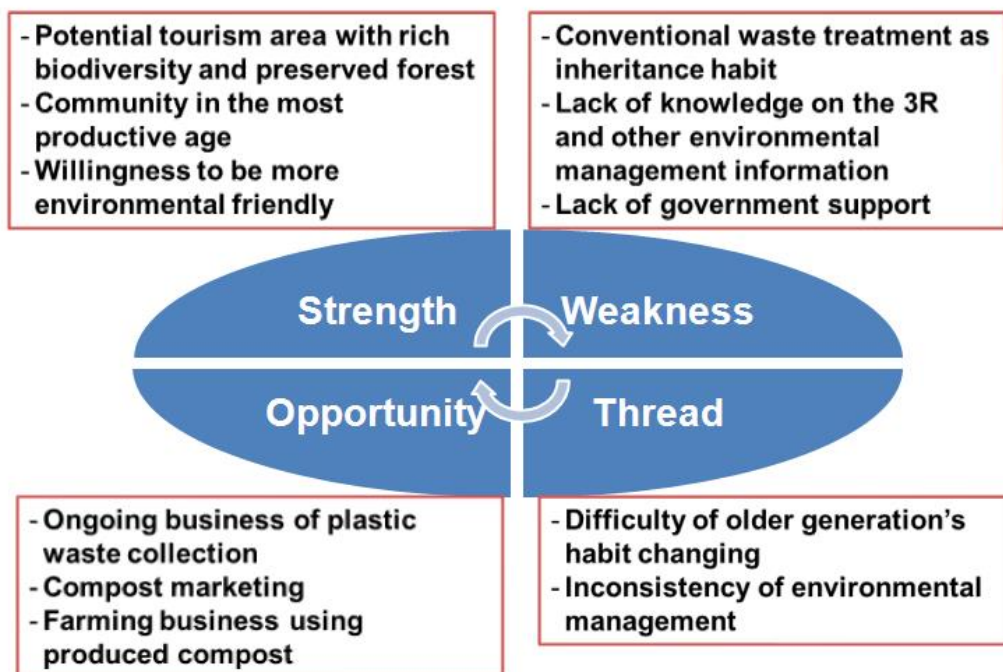 - Potential tourism area with rich
biodiversity and preserved forest
- Community in the most
productive age
- Willingness to be more
environmental friendly
- Conventional waste treatment as
inheritance habit
- Lack of knowledge on the 3R
and other environmental
management information
- Lack of government support
Strength
Weakness
Opportunity
Thread
- Ongoing business of plastic
waste collection
- Compost marketing
- Farming business using
produced compost
- Difficulty of older generation's
habit changing
- Inconsistency of environmental
management